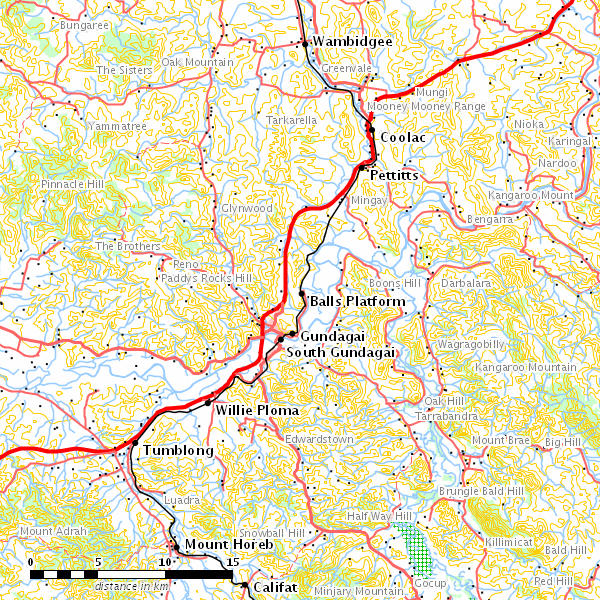 Bungaree
Wambidgee
The Sisters
Oak Mountain
Greenvale
Mungi
Mooney Mooney Range
Tarkarella
Yammatree
Coolac
Nioka
Karingal
Nardoo
Pettitts
Pinnacle Hill
Kangaroo Mount
Mingay
Glynwood
Bengarra
The Brothers
Reno
Paddys Rocks Hill
Boons Hill
Darbalara
Balls Platform
Gundagai
South Gundagai
Wagragobilly
Kangaroo Mountain
Willie Ploma
Oak Hill
Tarrabandra
Edwardstown
Mount Brae
Big Hill
Tumblong
Brungle Bald Hill
Luadra
Half Way Hill
Mount Adrah
Snowball Hill
Killimicat
Mount Horeb
Bald Hill
0 5 10 15
distance in km
Califat
Minjary Mountain
Gocup
Red Hill